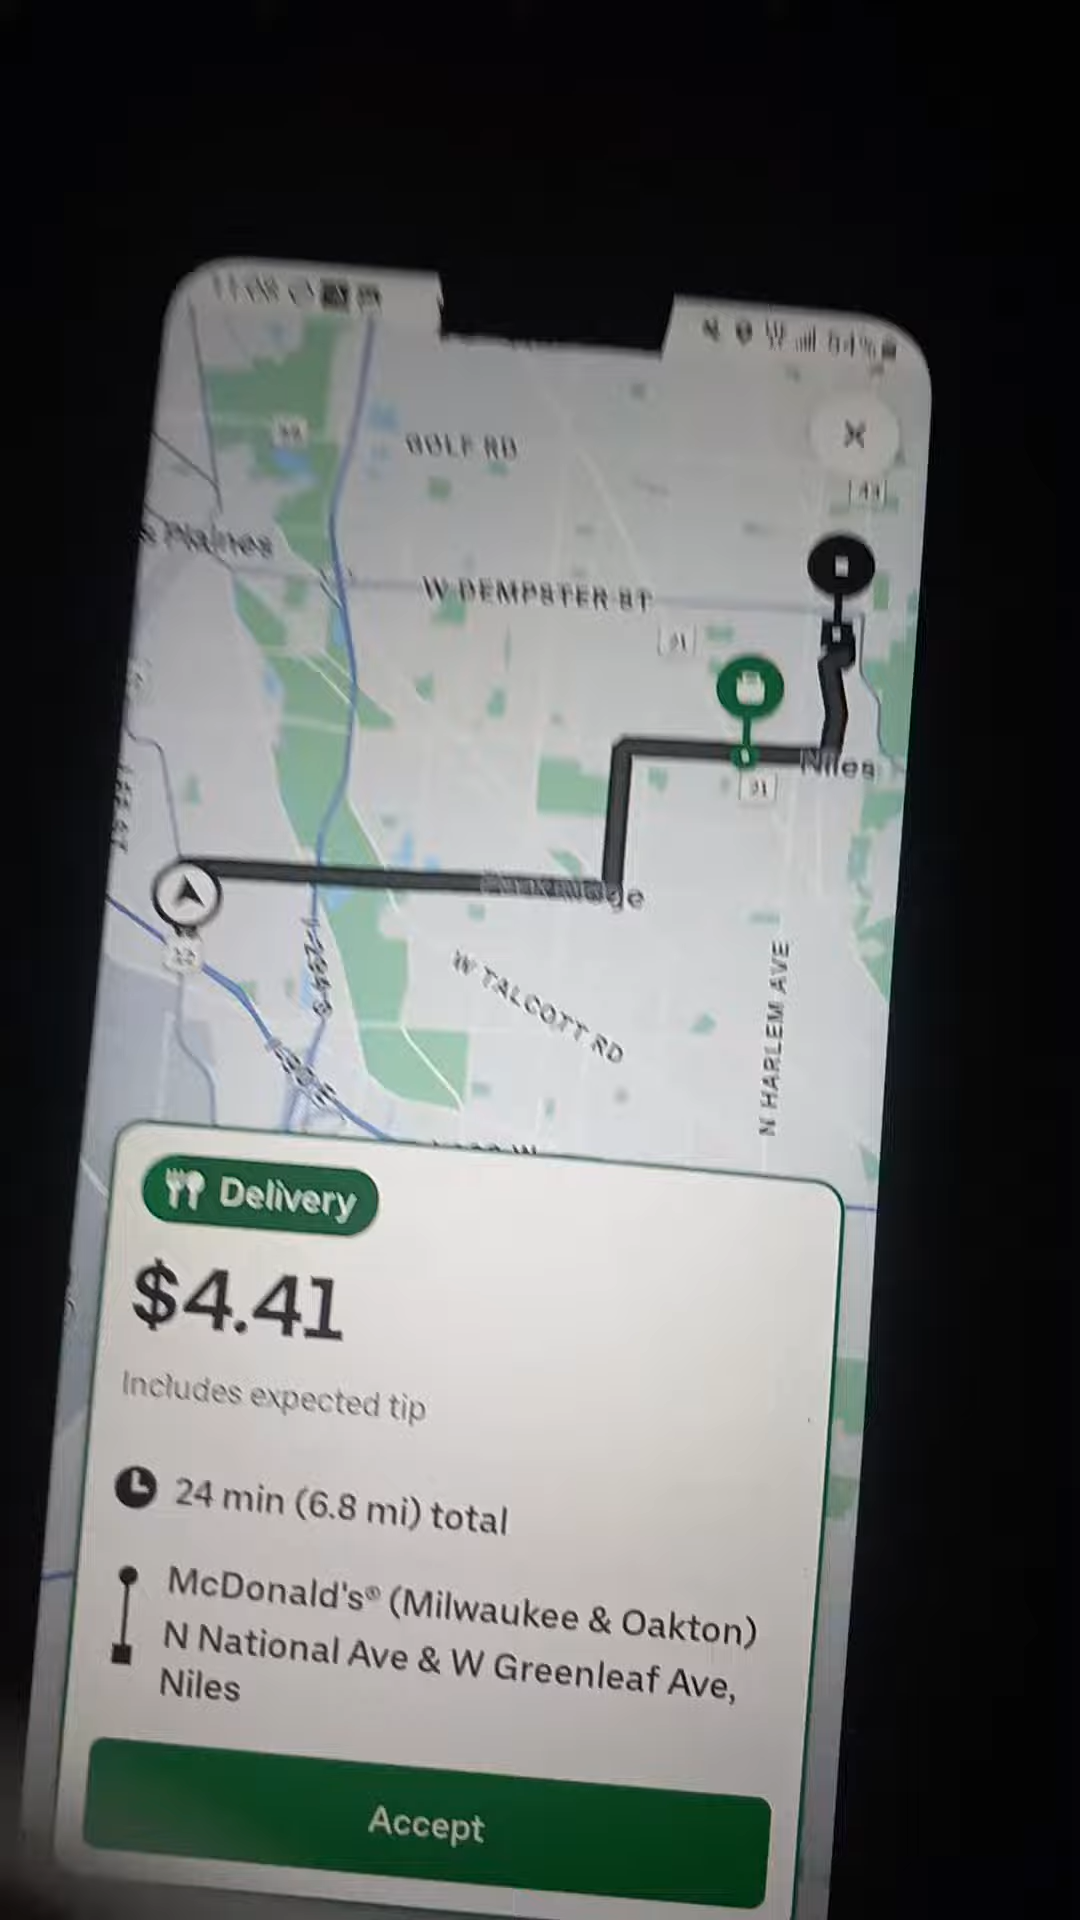 GOLF RD
Plaines
W DEMPSTER ST
Niles
W TALCOTT RD
N HARLEM AVE
Delivery
$4.41
Includes expected tip
24 min (6.8 mi) total
McDonald's® (Milwaukee & Oakton)
N National Ave & W Greenleaf Ave,
Niles
Accept